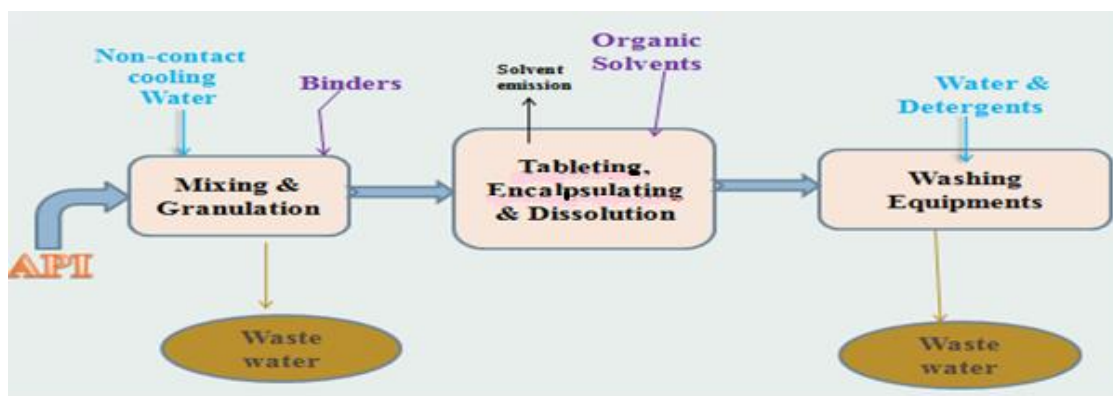 Non-contact
cooling
Water
Binders
Solvent
emission
Organic
Solvents
Water &
Detergents
API
Mixing &
Granulation
Tableting,
Encalpsulating
& Dissolution
Washing
Equipments
Waste
water
Waste
water